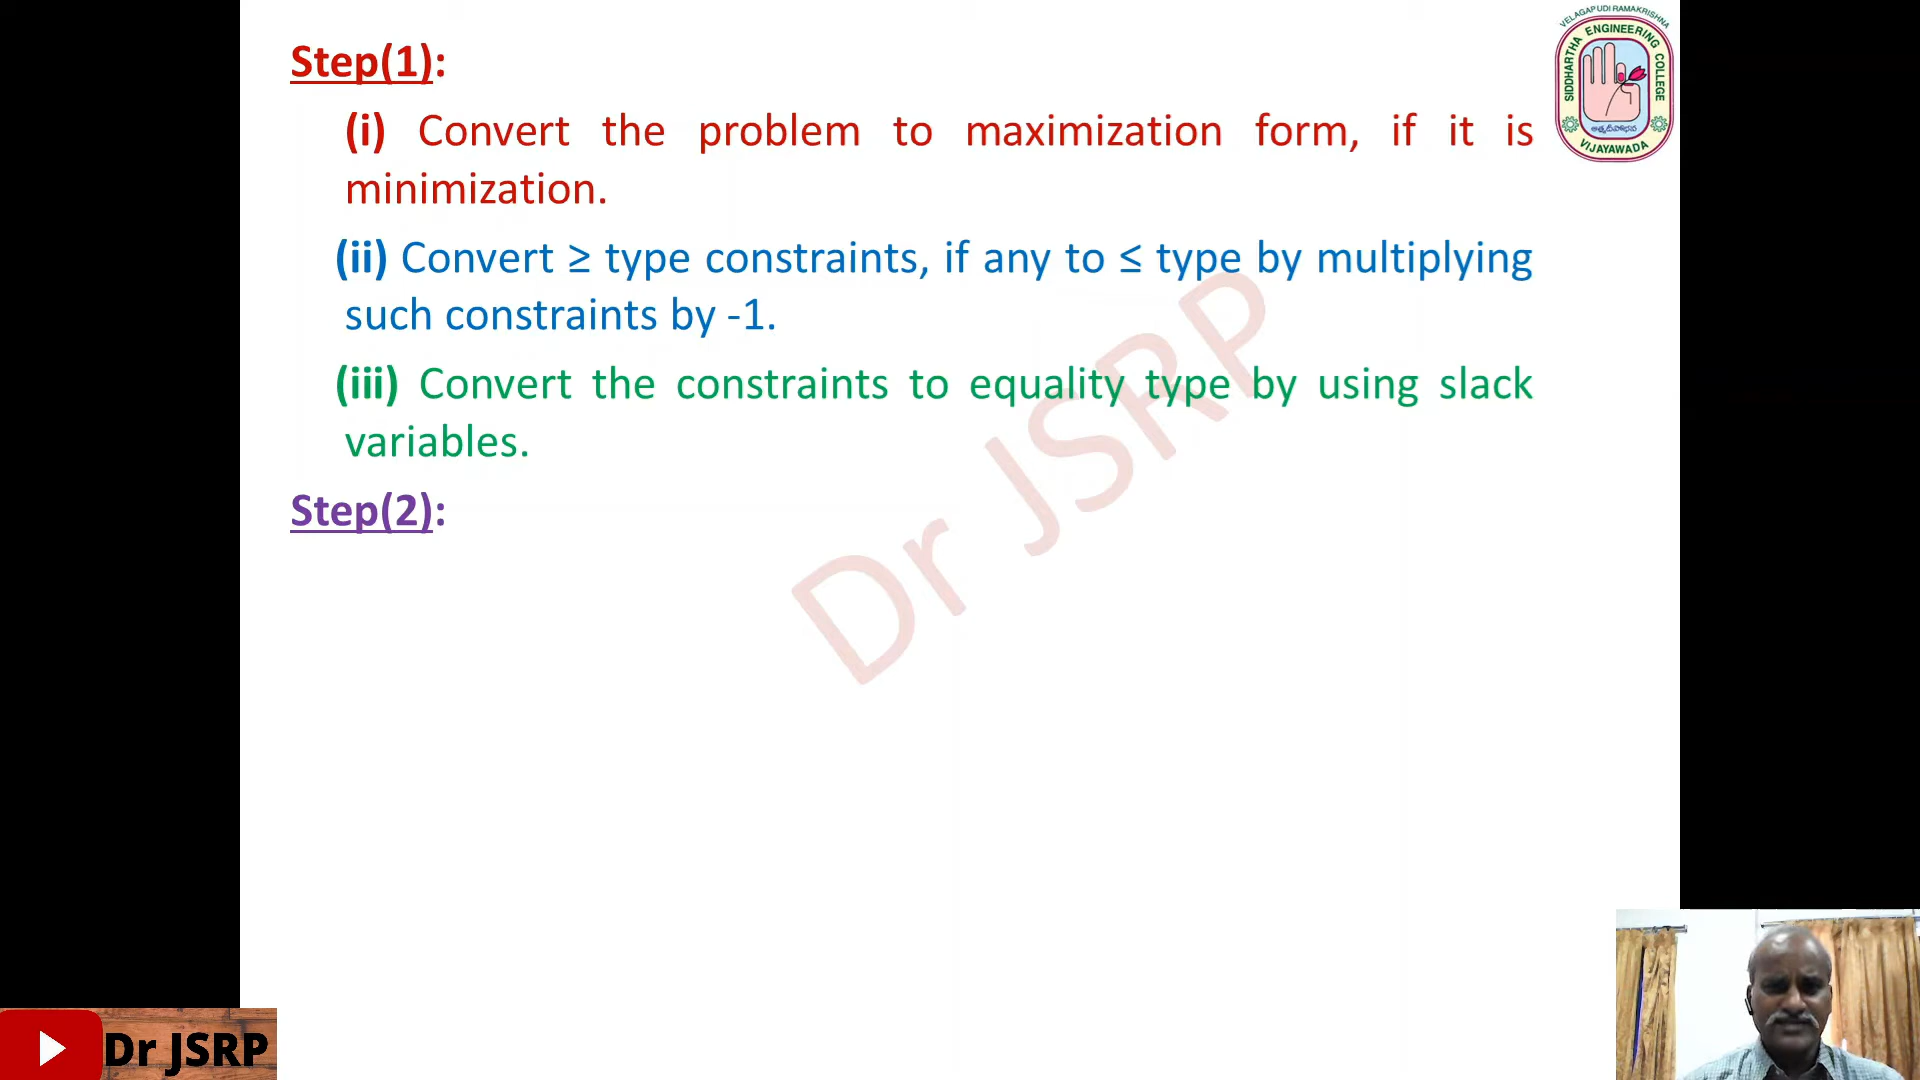 Step(1):
(i) Convert the problem to maximization form, if it is
minimization.
(ii) Convert ≥ type constraints, if any to ≤ type by multiplying
such constraints by -1.
(iii) Convert the constraints to equality type by using slack
variables.
Step(2):
Dr JSRP
VELAGAPUDI RAMAKRISHNA
SIDDHARTHA ENGINEERING COLLEGE
VIJAYAWADA
Dr JSRP